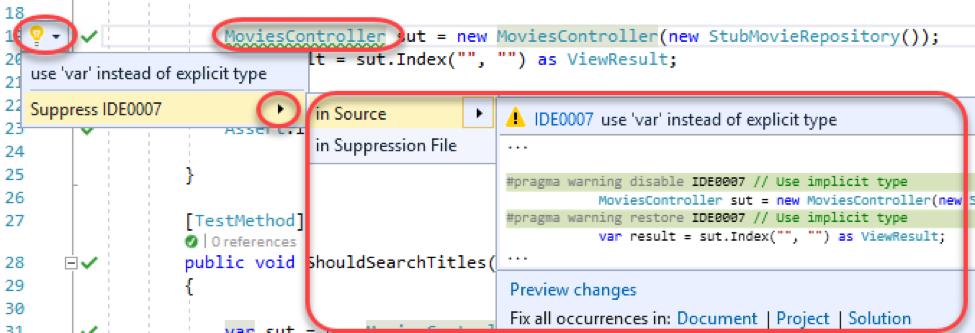 18
19 MoviesController sut = new MoviesController(new StubMovieRepository());
20 lt = sut.Index("", "") as ViewResult;
21
use 'var' instead of explicit type
22
Suppress IDE0007
in Source
in Suppression File
IDE0007 use 'var' instead of explicit type
...
#pragma warning disable IDE0007 // Use implicit type
MoviesController sut = new MoviesController(new S
#pragma warning restore IDE0007 // Use implicit type
var result = sut.Index("", "") as ViewResult;
...
Preview changes
Fix all occurrences in: Document | Project | Solution
23
24
25 }
26
27 [TestMethod]
0 references
28 public void ShouldSearchTitles(
29 {
30
31 var sut